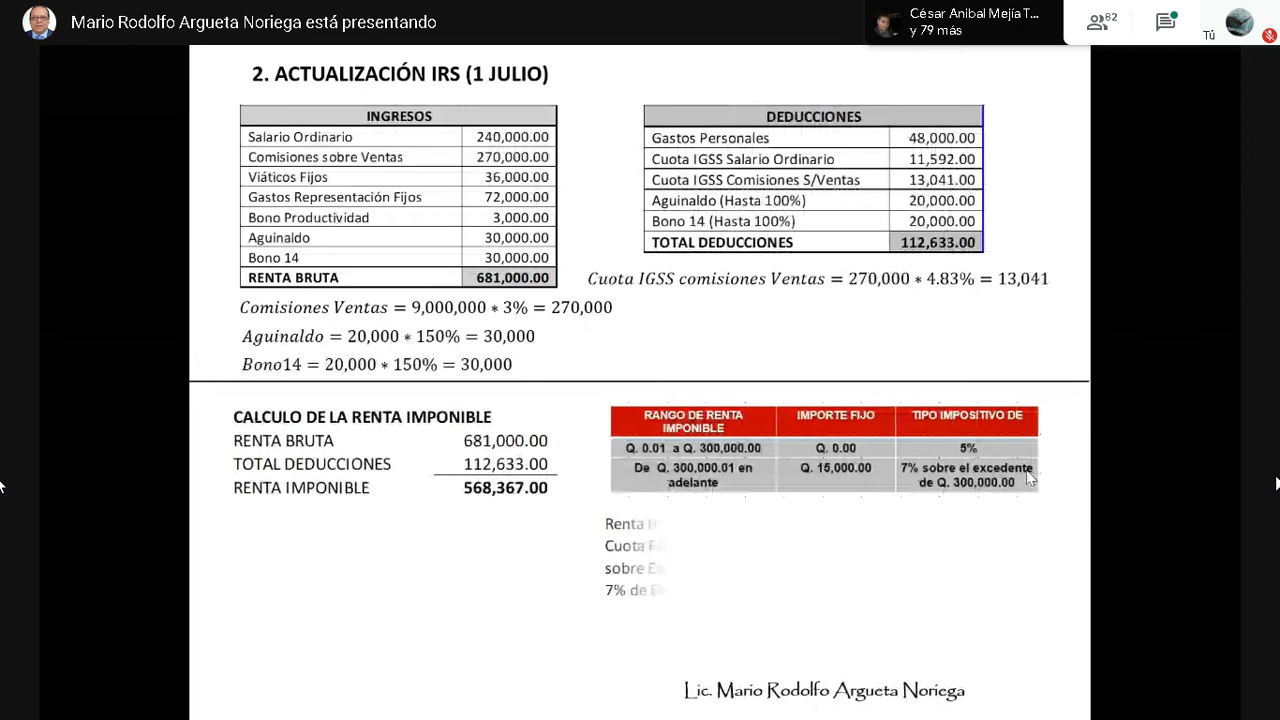 Mario Rodolfo Argueta Noriega está presentando
César Anibal Mejía T...
y 79 más
82
Tú
2. ACTUALIZACIÓN IRS (1 JULIO)
INGRESOS
Salario Ordinario 240,000.00
Comisiones sobre Ventas 270,000.00
Viáticos Fijos 36,000.00
Gastos Representación Fijos 72,000.00
Bono Productividad 3,000.00
Aguinaldo 30,000.00
Bono 14 30,000.00
RENTA BRUTA 681,000.00
DEDUCCIONES
Gastos Personales 48,000.00
Cuota IGSS Salario Ordinario 11,592.00
Cuota IGSS Comisiones S/Ventas 13,041.00
Aguinaldo (Hasta 100%) 20,000.00
Bono 14 (Hasta 100%) 20,000.00
TOTAL DEDUCCIONES 112,633.00
Cuota IGSS comisiones Ventas = 270,000 * 4.83% = 13,041
Comisiones Ventas = 9,000,000 * 3% = 270,000
Aguinaldo = 20,000 * 150% = 30,000
Bono14 = 20,000 * 150% = 30,000
CALCULO DE LA RENTA IMPONIBLE
RENTA BRUTA 681,000.00
TOTAL DEDUCCIONES 112,633.00
RENTA IMPONIBLE 568,367.00
RANGO DE RENTA IMPONIBLE IMPORTE FIJO TIPO IMPOSITIVO DE
Q. 0.01 a Q. 300,000.00 Q. 0.00 5%
De Q. 300,000.01 en adelante Q. 15,000.00 7% sobre el excedente de Q. 300,000.00
Renta
Cuota
sobre
7% de
Lic. Mario Rodolfo Argueta Noriega